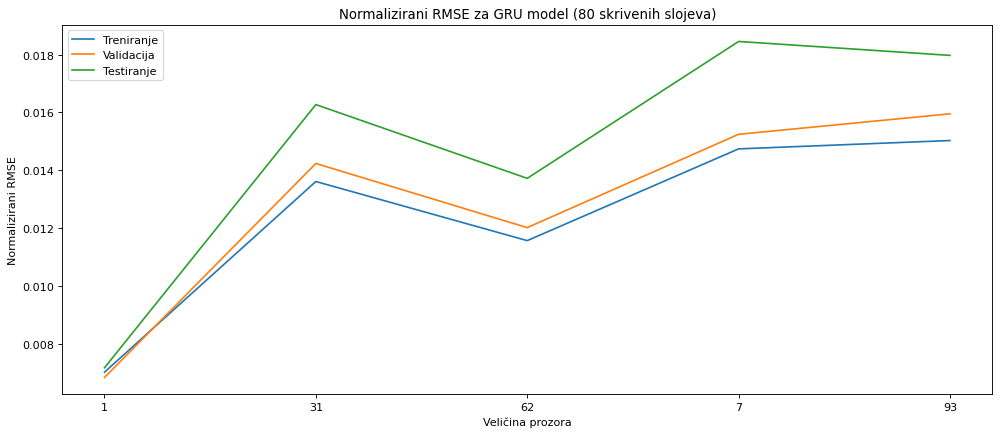 Normalizirani RMSE za GRU model (80 skrivenih slojeva)
Treniranje
Validacija
Testiranje
Normalizirani RMSE
0.018
0.016
0.014
0.012
0.010
0.008
1 31 62 7 93
Veličina prozora